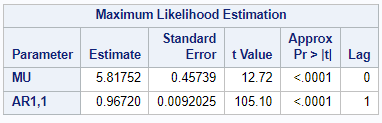 Maximum Likelihood Estimation
Parameter Estimate Standard Error t Value Approx Pr > |t| Lag
MU 5.81752 0.45739 12.72 <.0001 0
AR1,1 0.96720 0.0092025 105.10 <.0001 1